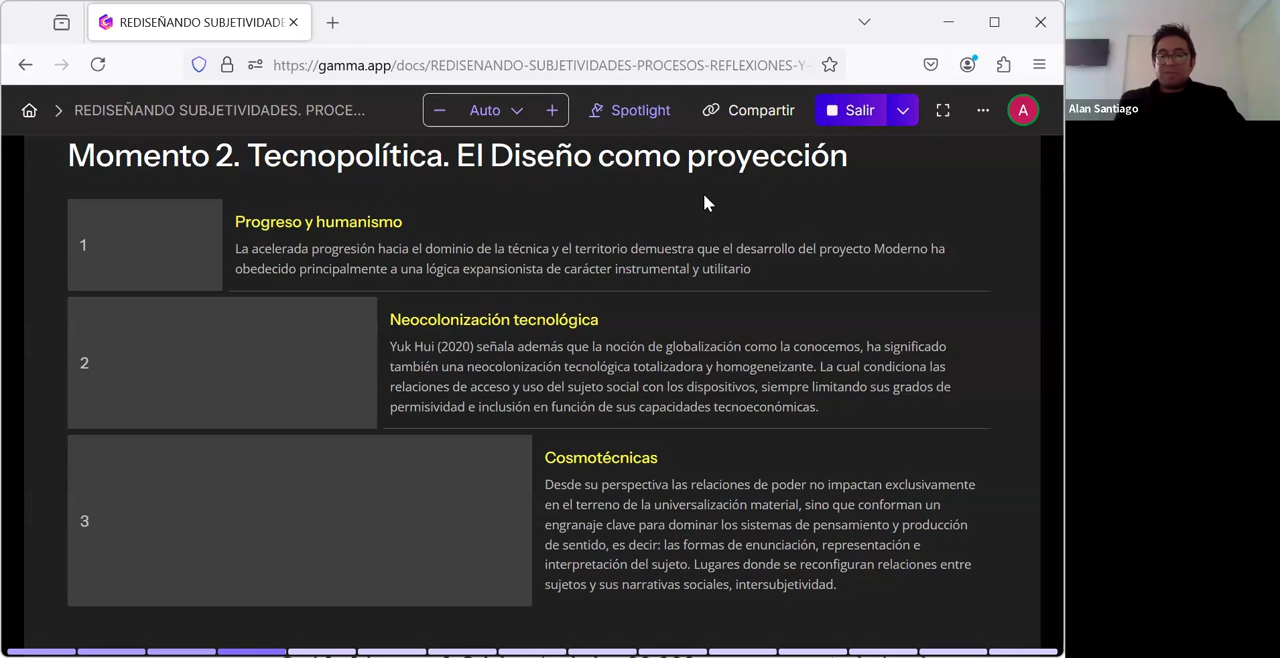 REDISEÑANDO SUBJETIVIDADE
https://gamma.app/docs/REDISENANDO-SUBJETIVIDADES-PROCESOS-REFLEXIONES-Y-
REDISEÑANDO SUBJETIVIDADES. PROCE...
Auto
Spotlight
Compartir
Salir
A
Alan Santiago
Momento 2. Tecnopolítica. El Diseño como proyección
1
Progreso y humanismo
La acelerada progresión hacia el dominio de la técnica y el territorio demuestra que el desarrollo del proyecto Moderno ha
obedecido principalmente a una lógica expansionista de carácter instrumental y utilitario
2
Neocolonización tecnológica
Yuk Hui (2020) señala además que la noción de globalización como la conocemos, ha significado
también una neocolonización tecnológica totalizadora y homogeneizante. La cual condiciona las
relaciones de acceso y uso del sujeto social con los dispositivos, siempre limitando sus grados de
permisividad e inclusión en función de sus capacidades tecnoeconómicas.
3
Cosmotécnicas
Desde su perspectiva las relaciones de poder no impactan exclusivamente
en el terreno de la universalización material, sino que conforman un
engranaje clave para dominar los sistemas de pensamiento y producción
de sentido, es decir: las formas de enunciación, representación e
interpretación del sujeto. Lugares donde se reconfiguran relaciones entre
sujetos y sus narrativas sociales, intersubjetividad.